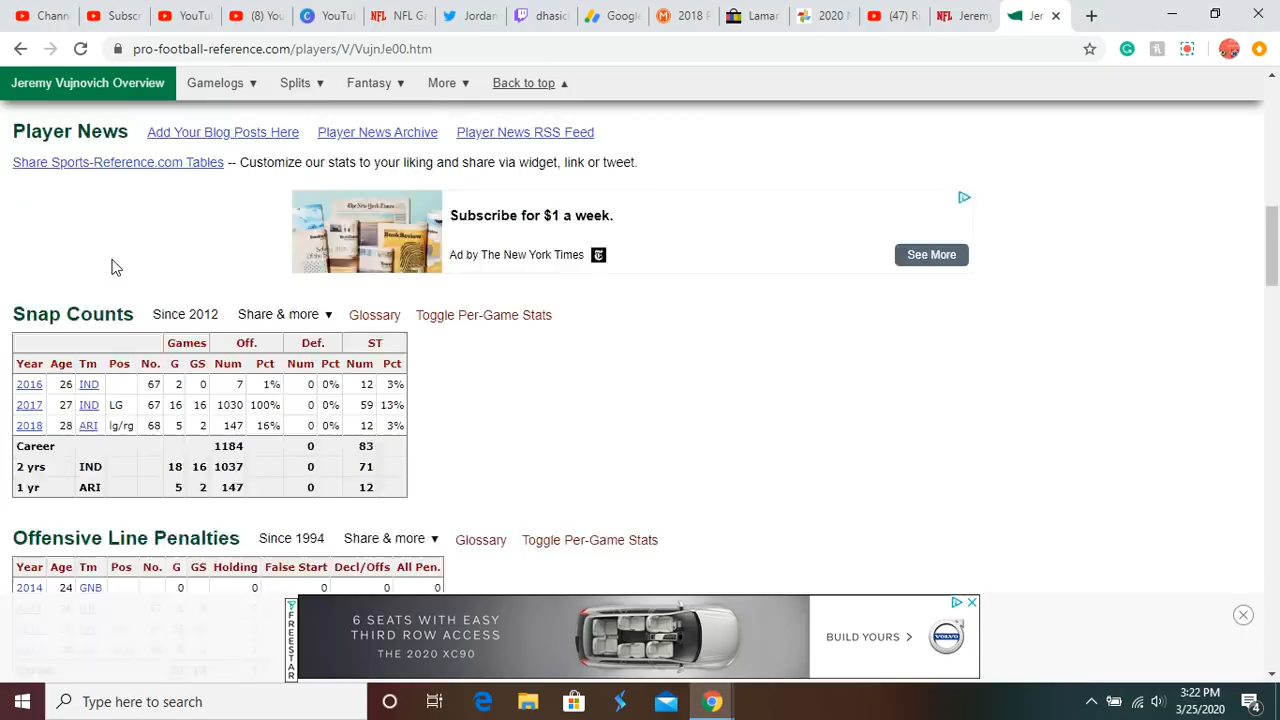 Chann
Subscr
YouTu
(8) You
YouTu
NFL Ga
Jordan
dhasic
Google
2018 P
Lamar
2020 N
(47) Ri
Jeremy
Jer
pro-football-reference.com/players/V/VujnJe00.htm
Jeremy Vujnovich Overview Gamelogs ▼ Splits ▼ Fantasy ▼ More ▼ Back to top ▲
Player News Add Your Blog Posts Here Player News Archive Player News RSS Feed
Share Sports-Reference.com Tables -- Customize our stats to your liking and share via widget, link or tweet.
The New York Times
Subscribe for $1 a week.
Ad by The New York Times
See More
Snap Counts Since 2012 Share & more ▼ Glossary Toggle Per-Game Stats
Games Off. Def. ST
Year Age Tm Pos No. G GS Num Pct Num Pct Num Pct
2016 26 IND 67 2 0 7 1% 0 0% 12 3%
2017 27 IND LG 67 16 16 1030 100% 0 0% 59 13%
2018 28 ARI lg/rg 68 5 2 147 16% 0 0% 12 3%
Career 1184 0 83
2 yrs IND 18 16 1037 0 71
1 yr ARI 5 2 147 0 12
Offensive Line Penalties Since 1994 Share & more ▼ Glossary Toggle Per-Game Stats
Year Age Tm Pos No. G GS Holding False Start Decl/Offs All Pen.
2014 24 GNB 0 0 0 0 0
FREESTAR
6 SEATS WITH EASY
THIRD ROW ACCESS
THE 2020 XC90
BUILD YOURS >
VOLVO
Type here to search
3:22 PM
3/25/2020
4